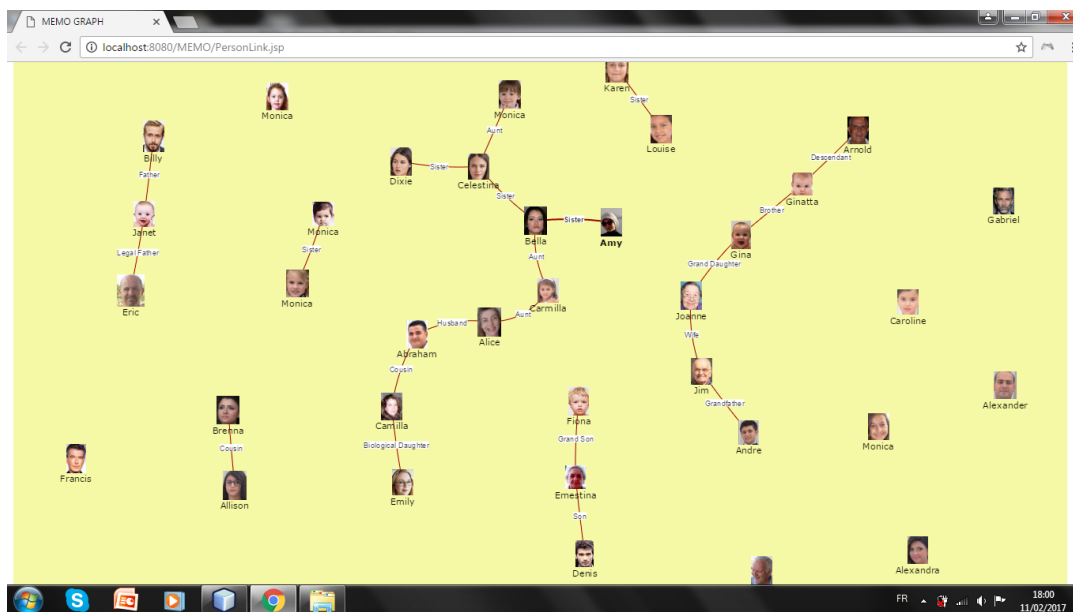 MEMO GRAPH
localhost:8080/MEMO/PersonLink.jsp
Karen
Sister
Louise
Monica
Monica
Aunt
Billy
Father
Janet
Legal Father
Eric
Dixie
Sister
Celestina
Sister
Bella
Sister
Amy
Aunt
Carmilla
Aunt
Alice
Husband
Abraham
Cousin
Camilla
Biological Daughter
Emily
Monica
Sister
Monica
Arnold
Descendant
Ginatta
Brother
Gina
Grand Daughter
Joanne
Wife
Jim
Grandfather
Andre
Gabriel
Caroline
Alexander
Monica
Brenna
Cousin
Allison
Francis
Fiona
Grand Son
Ernestina
Son
Denis
Alexandra
FR
18:00
11/02/2017